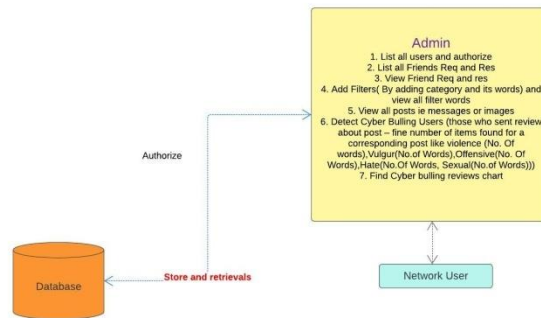 Admin
1. List all users and authorize
2. List all Friends Req and Res
3. View Friend Req and res
4. Add Filters( By adding category and its words) and
view all filter words
5. View all posts ie messages or images
6. Detect Cyber Bulling Users (those who sent review
about post – fine number of items found for a
corresponding post like violence (No. Of
words),Vulgur(No.of Words),Offensive(No. Of
Words),Hate(No.Of Words, Sexual(No.of Words)))
7. Find Cyber bulling reviews chart
Authorize
Store and retrievals
Database
Network User